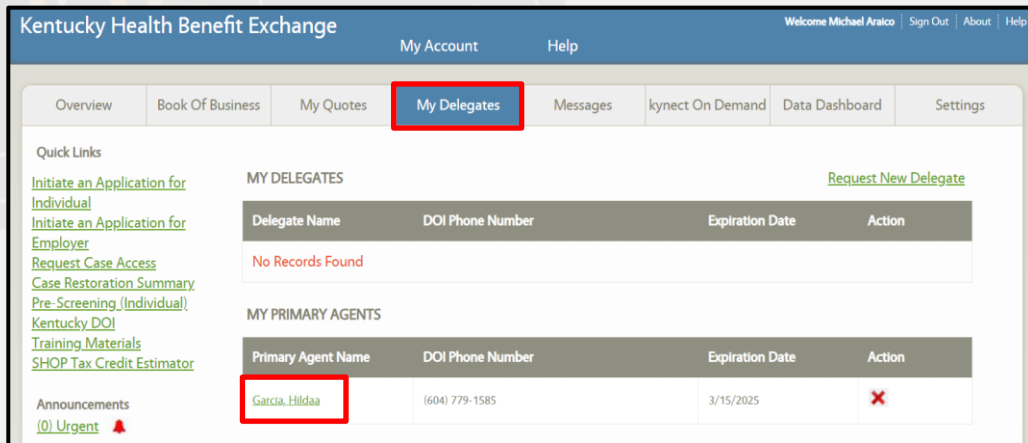 Kentucky Health Benefit Exchange
Welcome Michael Araico Sign Out About Help
My Account Help
Overview Book Of Business My Quotes My Delegates Messages kynect On Demand Data Dashboard Settings
Quick Links
Initiate an Application for
Individual
Initiate an Application for
Employer
Request Case Access
Case Restoration Summary
Pre-Screening (Individual)
Kentucky DOI
Training Materials
SHOP Tax Credit Estimator
Announcements
(0) Urgent
MY DELEGATES Request New Delegate
Delegate Name DOI Phone Number Expiration Date Action
No Records Found
MY PRIMARY AGENTS
Primary Agent Name DOI Phone Number Expiration Date Action
Garcia, Hildaa (604) 779-1585 3/15/2025